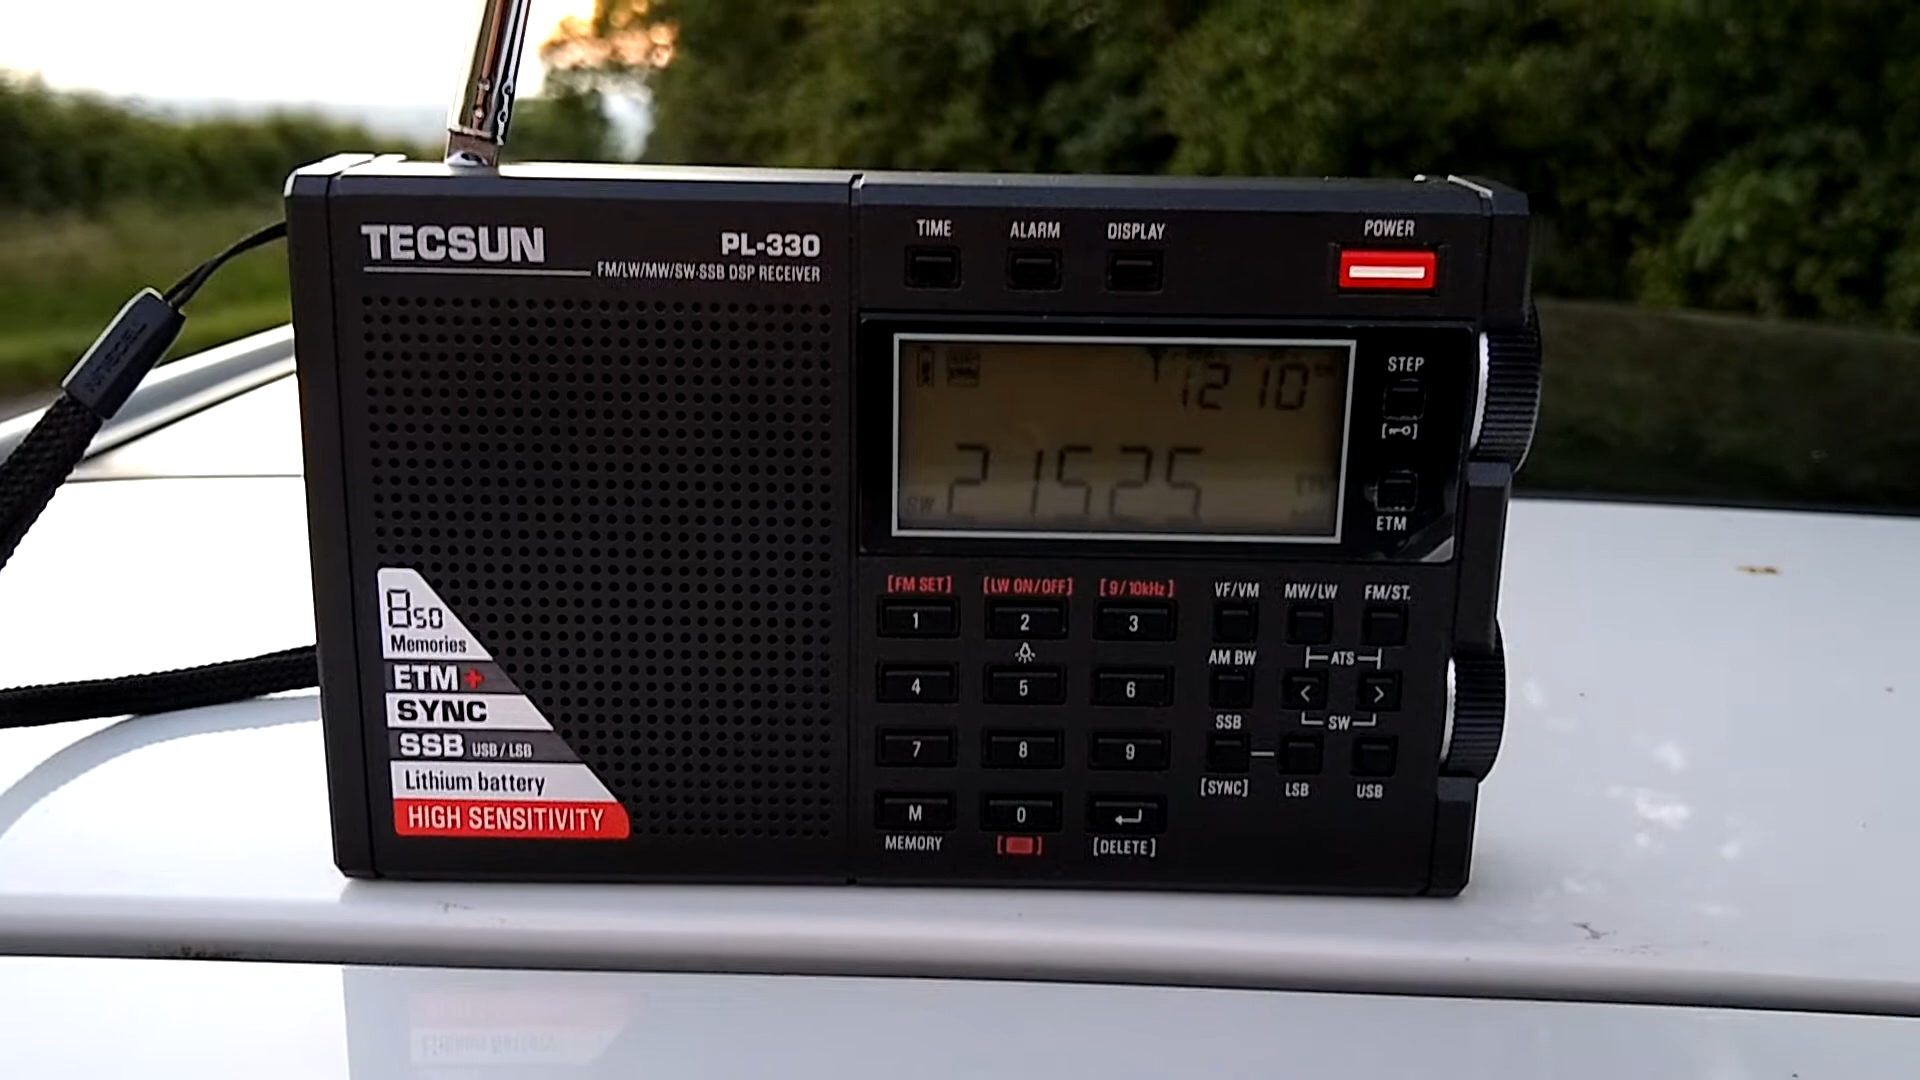 TECSUN
PL-330
FM/LW/MW/SW-SSB DSP RECEIVER
TIME
ALARM
DISPLAY
POWER
1210
SW 21525
STEP
ETM
850
Memories
ETM+
SYNC
SSB USB / LSB
Lithium battery
HIGH SENSITIVITY
[FM SET] [LW ON/OFF] [9/10kHz]
1 2 3
4 5 6
7 8 9
M 0
MEMORY [DELETE]
VF/VM MW/LW FM/ST.
AM BW ATS
< >
SSB SW
[SYNC] LSB USB
TECSUN